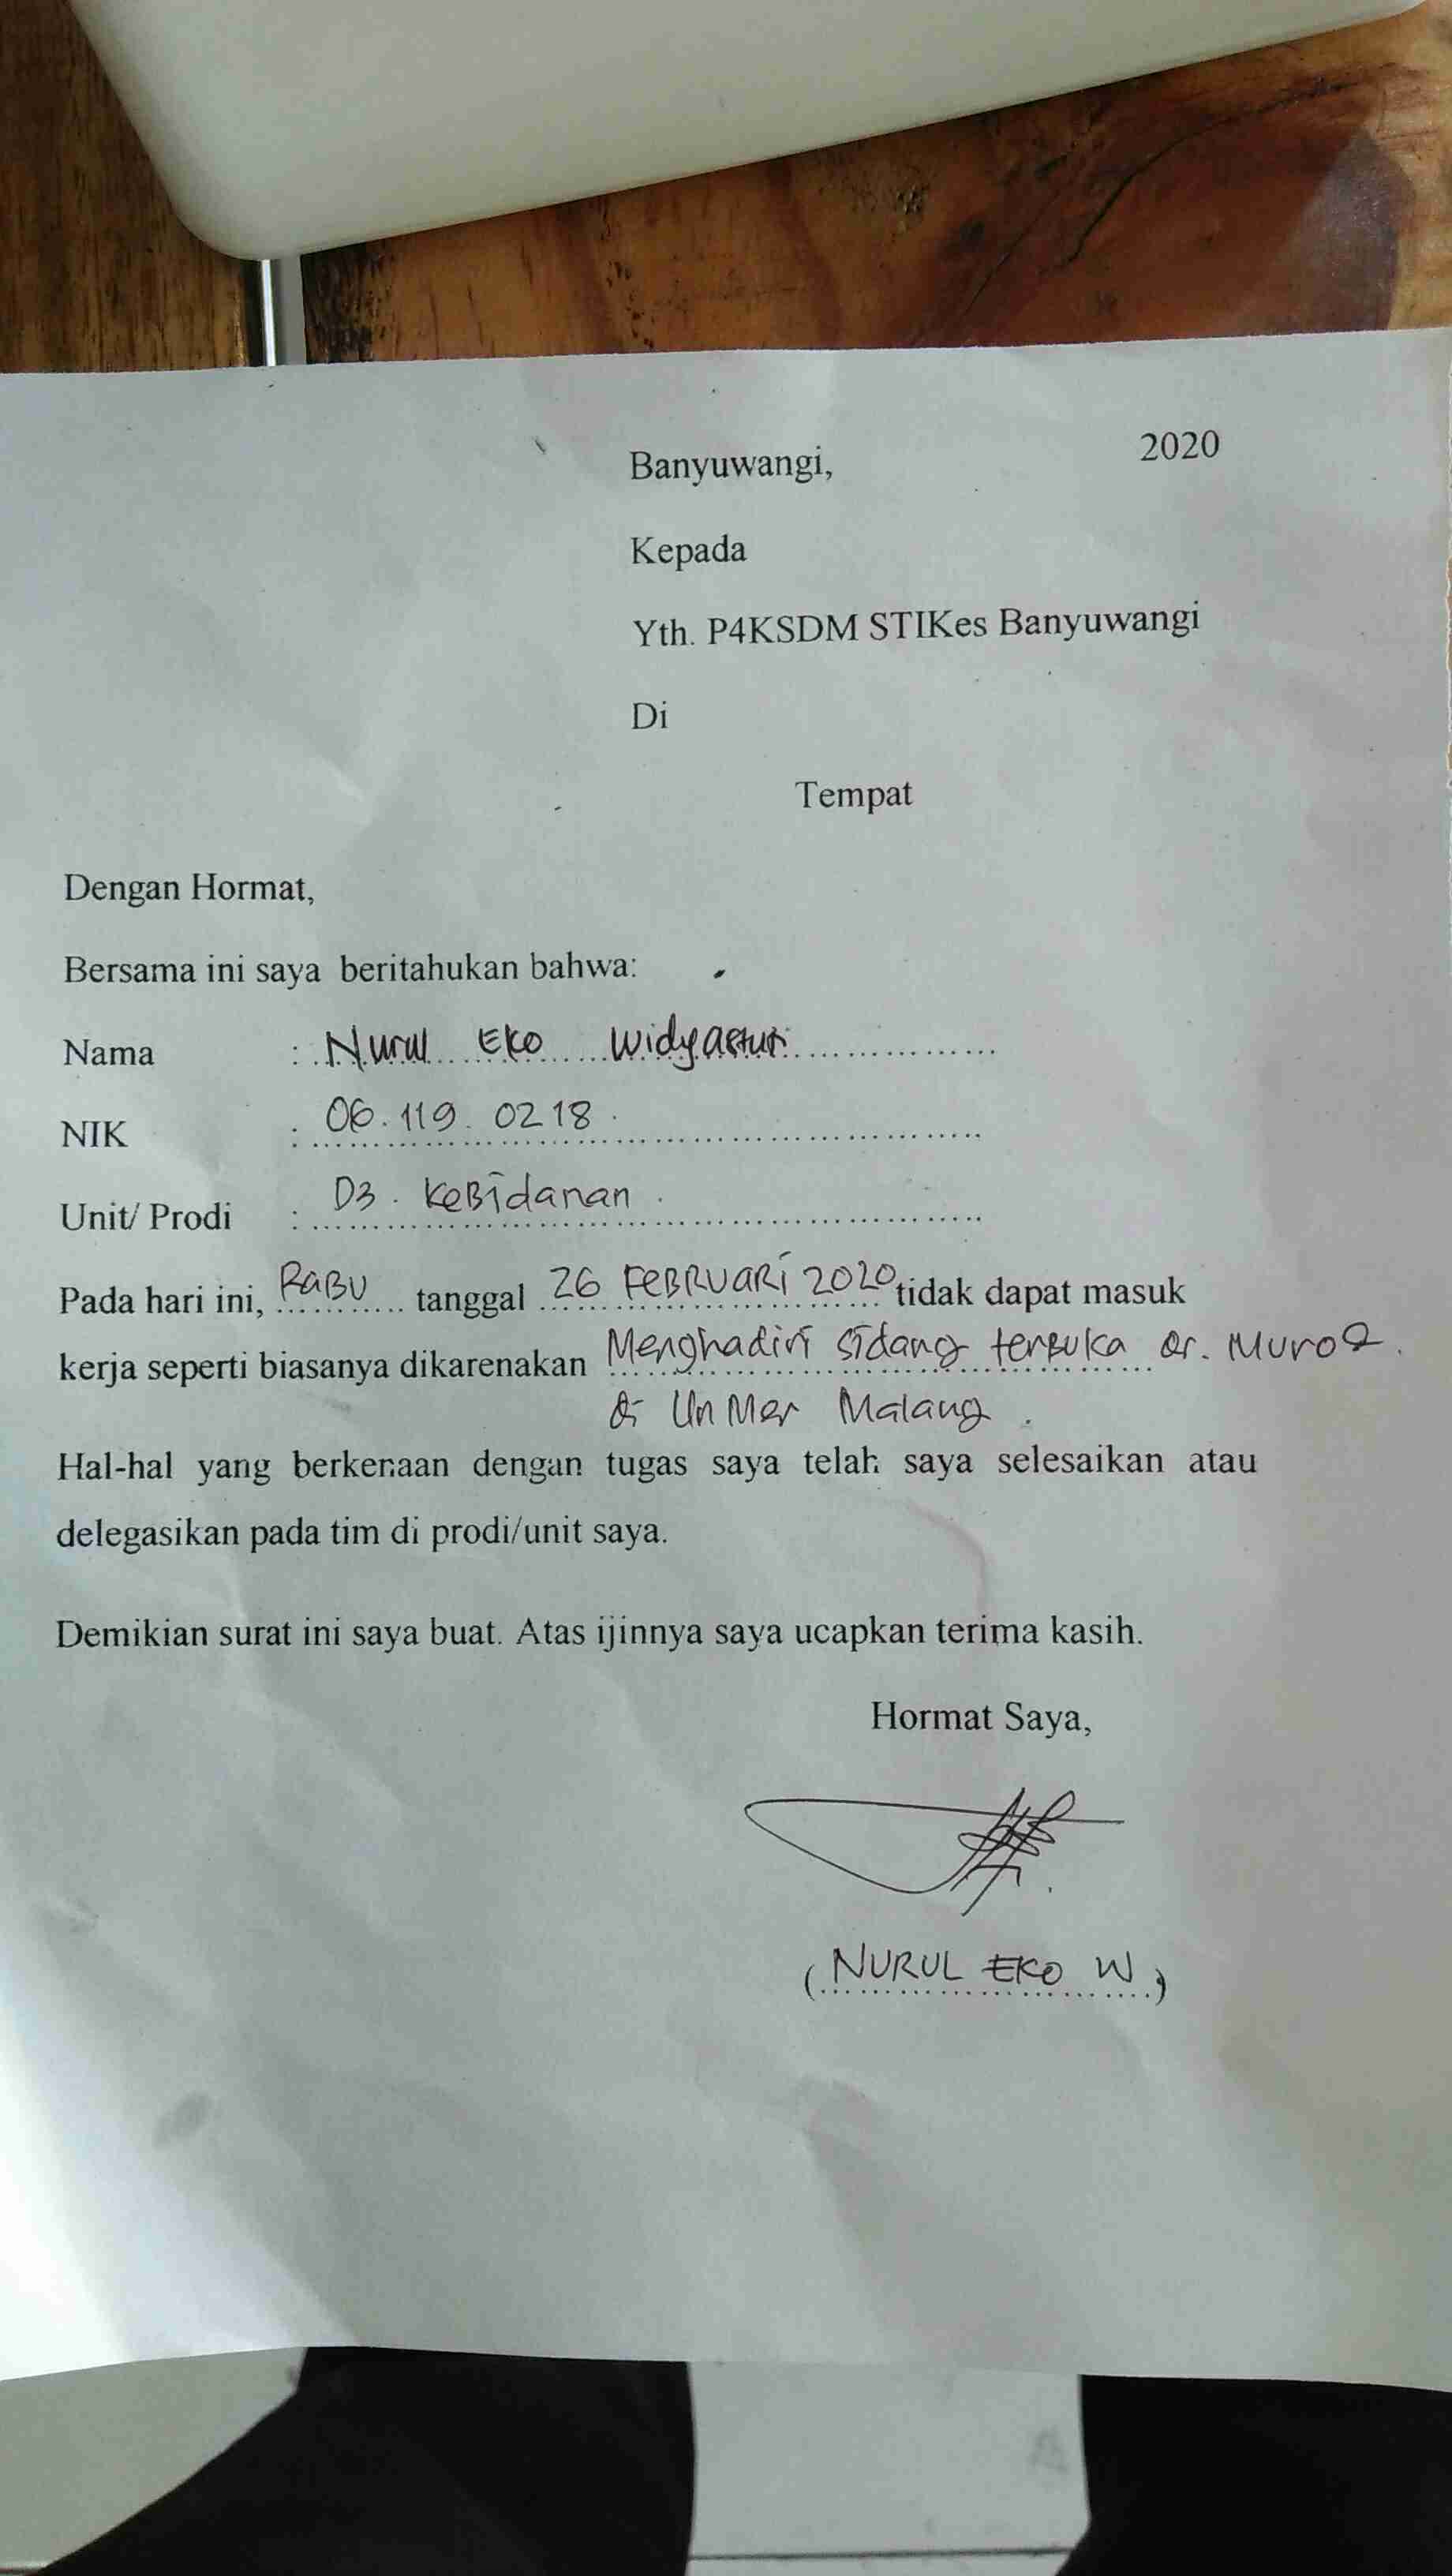 Banyuwangi, 2020
Kepada
Yth. P4KSDM STIKes Banyuwangi
Di
Tempat
Dengan Hormat,
Bersama ini saya beritahukan bahwa:
Nama : Nurul Eko Widyastuti
NIK : 06.119.0218.
Unit/ Prodi : D3. Kebidanan.
Pada hari ini, Rabu tanggal 26 Februari 2020 tidak dapat masuk
kerja seperti biasanya dikarenakan Menghadiri sidang terbuka Dr. Muroq.
di UnMer Malang.
Hal-hal yang berkenaan dengan tugas saya telah saya selesaikan atau
delegasikan pada tim di prodi/unit saya.
Demikian surat ini saya buat. Atas ijinnya saya ucapkan terima kasih.
Hormat Saya,
(NURUL EKO W)